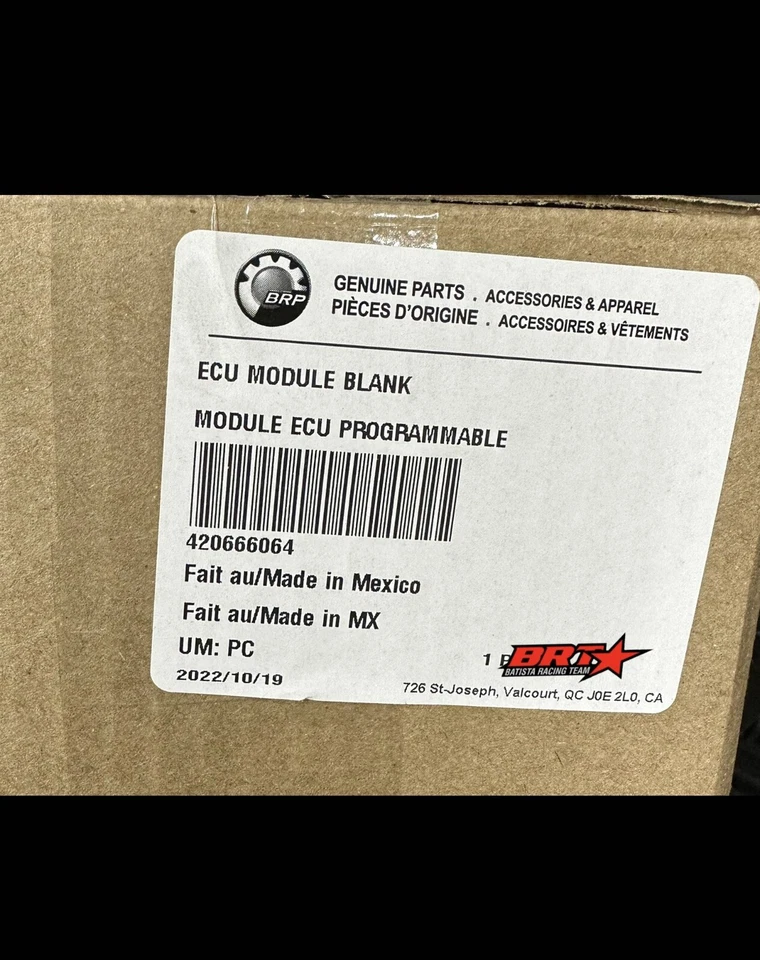 BRP
GENUINE PARTS . ACCESSORIES & APPAREL
PIÈCES D'ORIGINE . ACCESSOIRES & VÊTEMENTS
ECU MODULE BLANK
MODULE ECU PROGRAMMABLE
420666064
Fait au/Made in Mexico
Fait au/Made in MX
UM: PC
1
BRT
BATISTA RACING TEAM
2022/10/19
726 St-Joseph, Valcourt, QC J0E 2L0, CA